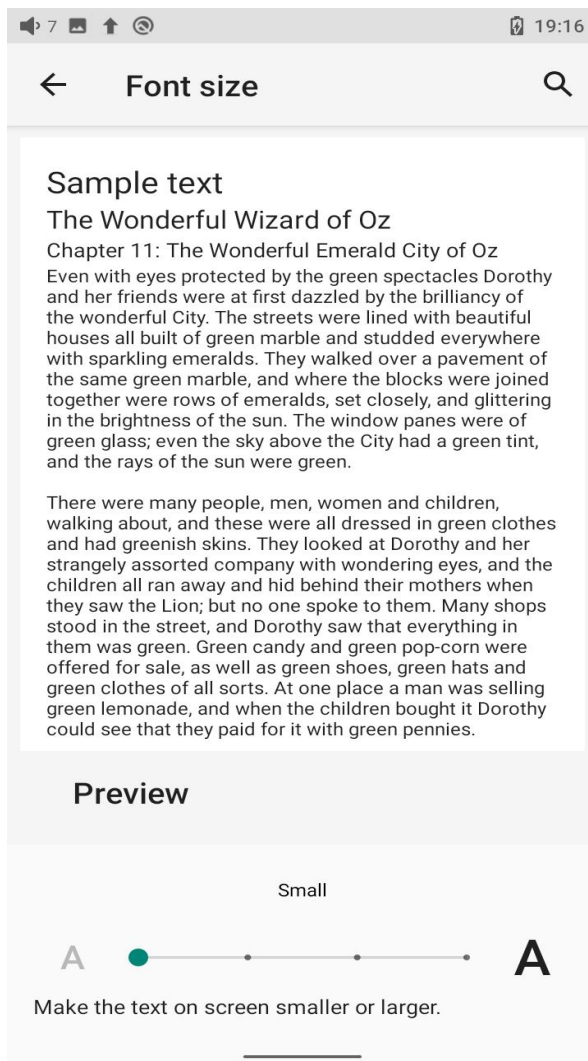 7 19:16
Font size
Sample text
The Wonderful Wizard of Oz
Chapter 11: The Wonderful Emerald City of Oz
Even with eyes protected by the green spectacles Dorothy
and her friends were at first dazzled by the brilliancy of
the wonderful City. The streets were lined with beautiful
houses all built of green marble and studded everywhere
with sparkling emeralds. They walked over a pavement of
the same green marble, and where the blocks were joined
together were rows of emeralds, set closely, and glittering
in the brightness of the sun. The window panes were of
green glass; even the sky above the City had a green tint,
and the rays of the sun were green.
There were many people, men, women and children,
walking about, and these were all dressed in green clothes
and had greenish skins. They looked at Dorothy and her
strangely assorted company with wondering eyes, and the
children all ran away and hid behind their mothers when
they saw the Lion; but no one spoke to them. Many shops
stood in the street, and Dorothy saw that everything in
them was green. Green candy and green pop-corn were
offered for sale, as well as green shoes, green hats and
green clothes of all sorts. At one place a man was selling
green lemonade, and when the children bought it Dorothy
could see that they paid for it with green pennies.
Preview
Small
A A
Make the text on screen smaller or larger.